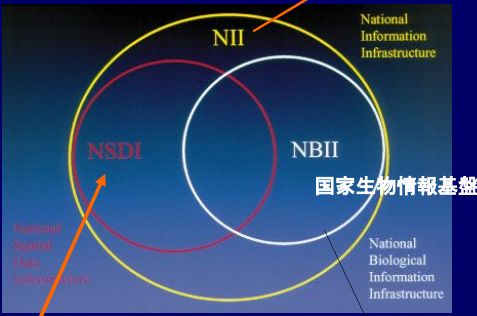 NII
National
Information
Infrastructure
NSDI
NBII
国家生物情報基盤
National
Spatial
Data
Infrastructure
National
Biological
Information
Infrastructure